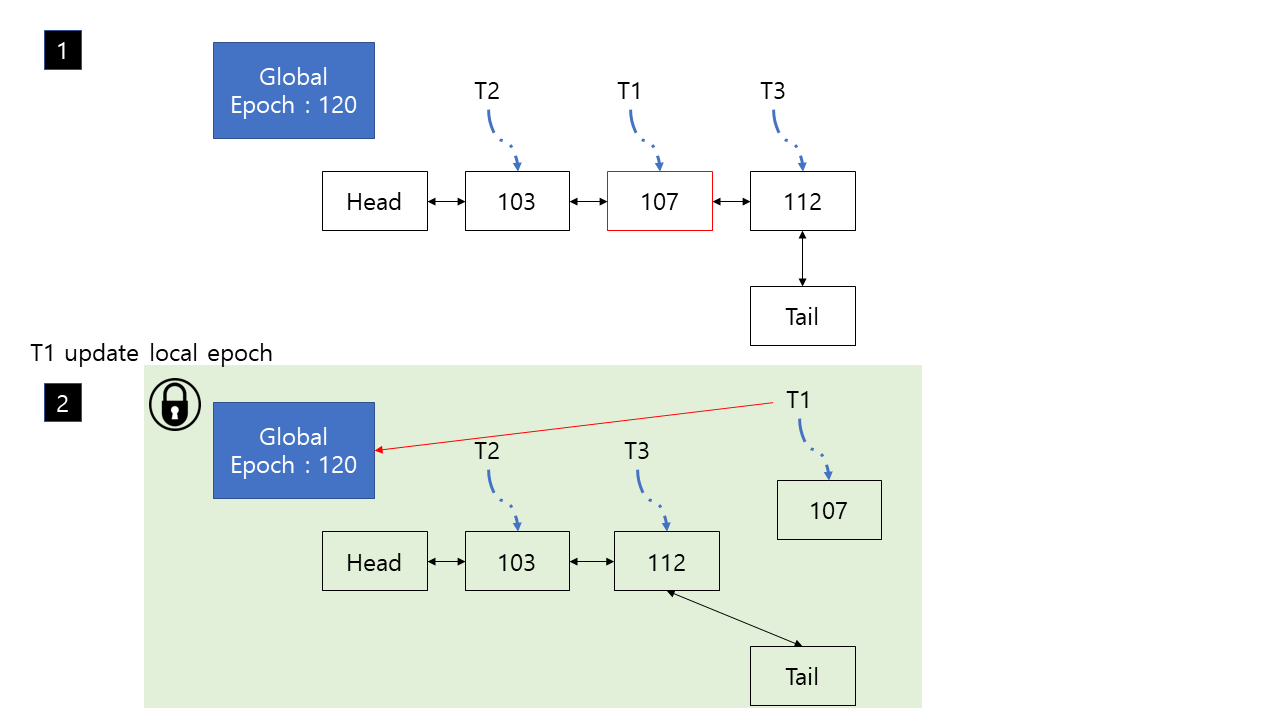 1
Global
Epoch : 120
T2
T1
T3
Head
103
107
112
Tail
T1 update local epoch
2
Global
Epoch : 120
T1
T2
T3
107
Head
103
112
Tail